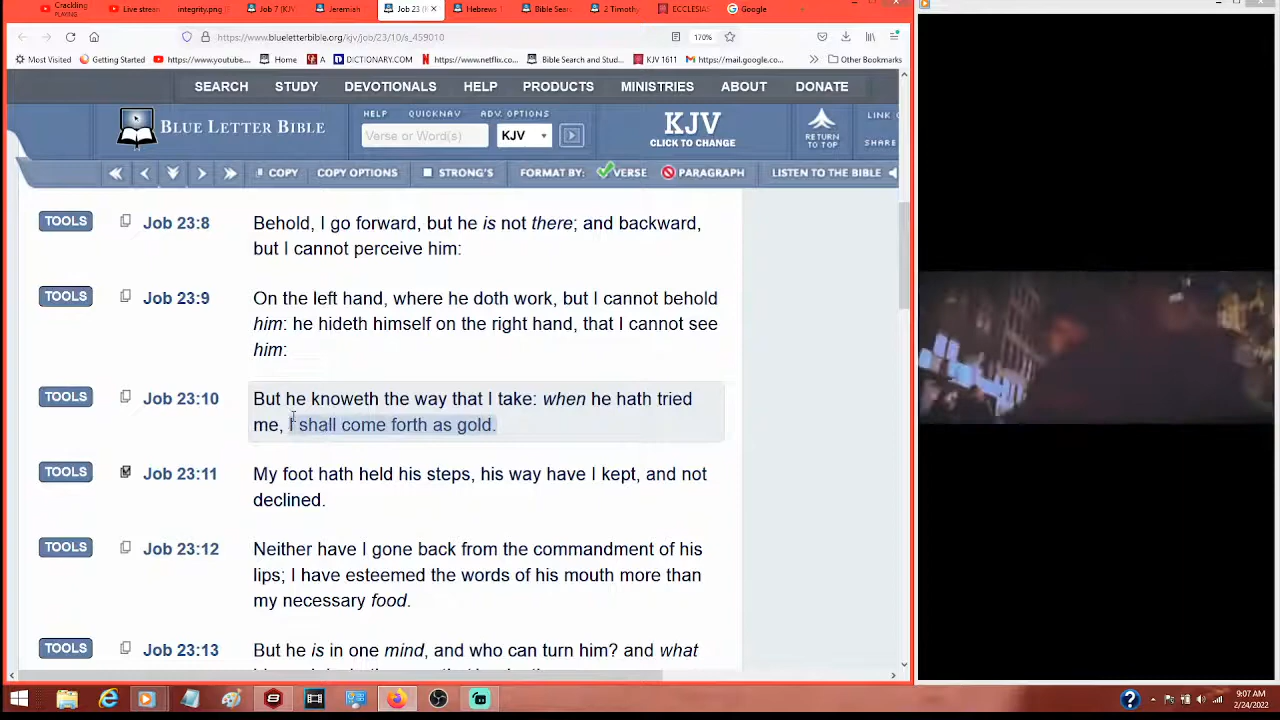 Crackling
PLAYING
Live stream
integrity.png (
Job 7 (KJV
Jeremiah
Job 23 (K
Hebrews 1
Bible Sear
2 Timothy
ECCLESIAS
Google
https://www.blueletterbible.org/kjv/job/23/10/s_459010
170%
Most Visited
Getting Started
https://www.youtube....
Home
DICTIONARY.COM
https://www.netflix.co...
Bible Search and Stud...
KJV 1611
https://mail.google.co...
Other Bookmarks
SEARCH STUDY DEVOTIONALS HELP PRODUCTS MINISTRIES ABOUT DONATE
BLUE LETTER BIBLE
HELP QUICKNAV ADV. OPTIONS
Verse or Word(s)
KJV
KJV
CLICK TO CHANGE
RETURN
TO TOP
LINK
SHARE
COPY COPY OPTIONS STRONG'S FORMAT BY: VERSE PARAGRAPH LISTEN TO THE BIBLE
TOOLS Job 23:8 Behold, I go forward, but he is not there; and backward,
but I cannot perceive him:
TOOLS Job 23:9 On the left hand, where he doth work, but I cannot behold
him: he hideth himself on the right hand, that I cannot see
him:
TOOLS Job 23:10 But he knoweth the way that I take: when he hath tried
me, I shall come forth as gold.
TOOLS Job 23:11 My foot hath held his steps, his way have I kept, and not
declined.
TOOLS Job 23:12 Neither have I gone back from the commandment of his
lips; I have esteemed the words of his mouth more than
my necessary food.
TOOLS Job 23:13 But he is in one mind, and who can turn him? and what
9:07 AM
2/24/2022